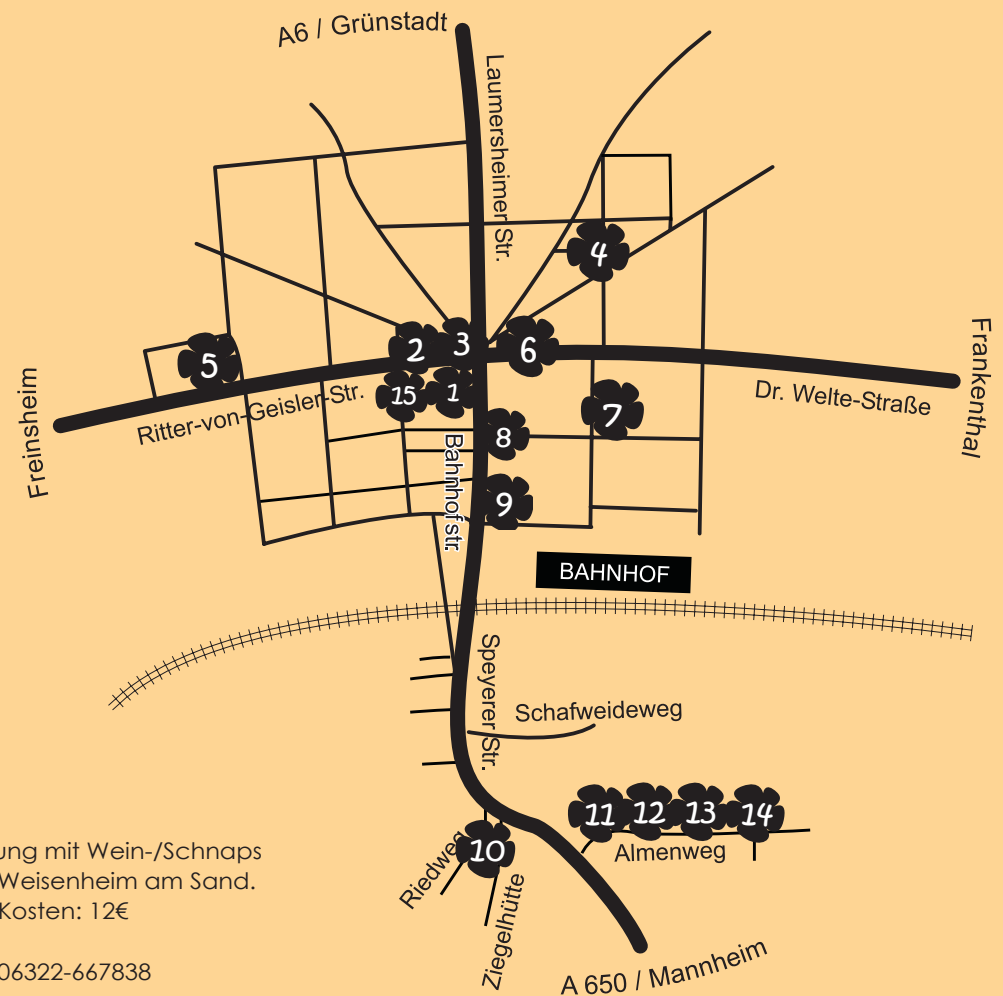 A6 / Grünstadt
Laumersheimer Str.
4
Frankenthal
5
2
3
6
Freinsheim
15
1
7
Ritter-von-Geisler-Str.
Dr. Welte-Straße
8
Bahnhofstr.
9
BAHNHOF
Speyerer Str.
Schafweideweg
11
12
13
14
Almenweg
Riedweg
10
Ziegelhütte
A 650 / Mannheim
ung mit Wein-/Schnaps
Weisenheim am Sand.
Kosten: 12€
06322-667838